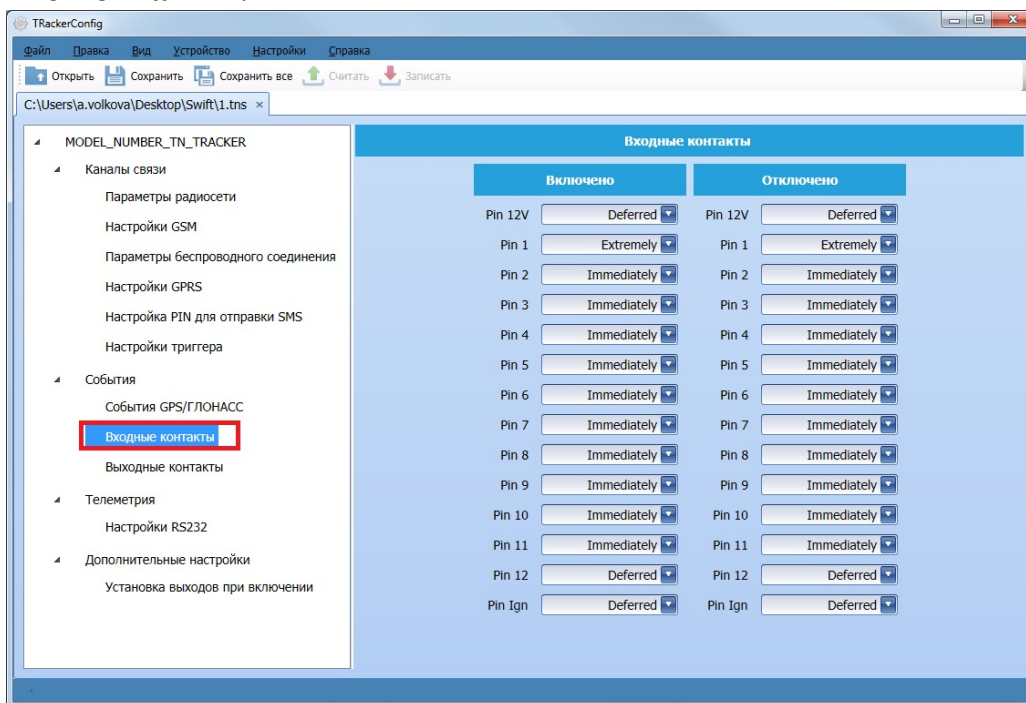 TRackerConfig
Файл Правка Вид Устройство Настройки Справка
Открыть Сохранить Сохранить все Считать Записать
C:\Users\a.volkova\Desktop\Swift\1.tns ×
MODEL_NUMBER_TN_TRACKER
Каналы связи
Параметры радиосети
Настройки GSM
Параметры беспроводного соединения
Настройки GPRS
Настройка PIN для отправки SMS
Настройки триггера
События
События GPS/ГЛОНАСС
Входные контакты
Выходные контакты
Телеметрия
Настройки RS232
Дополнительные настройки
Установка выходов при включении
Входные контакты
Включено Отключено
Pin 12V Deferred Pin 12V Deferred
Pin 1 Extremely Pin 1 Extremely
Pin 2 Immediately Pin 2 Immediately
Pin 3 Immediately Pin 3 Immediately
Pin 4 Immediately Pin 4 Immediately
Pin 5 Immediately Pin 5 Immediately
Pin 6 Immediately Pin 6 Immediately
Pin 7 Immediately Pin 7 Immediately
Pin 8 Immediately Pin 8 Immediately
Pin 9 Immediately Pin 9 Immediately
Pin 10 Immediately Pin 10 Immediately
Pin 11 Immediately Pin 11 Immediately
Pin 12 Deferred Pin 12 Deferred
Pin Ign Deferred Pin Ign Deferred